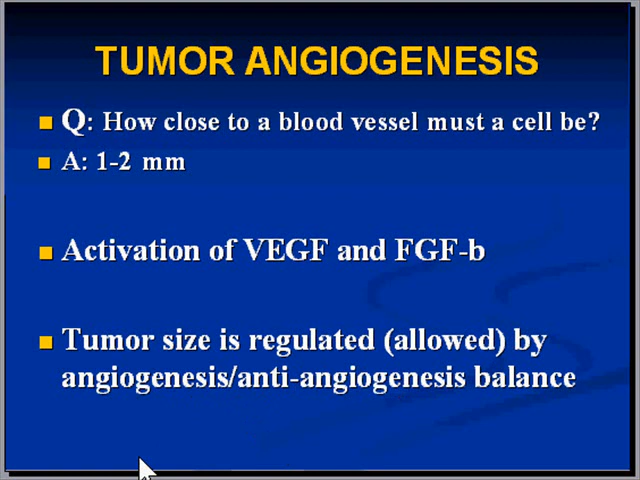 TUMOR ANGIOGENESIS
Q: How close to a blood vessel must a cell be?
A: 1-2 mm
Activation of VEGF and FGF-b
Tumor size is regulated (allowed) by
angiogenesis/anti-angiogenesis balance